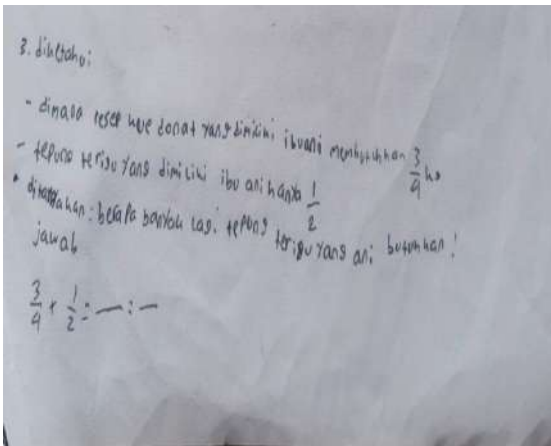 3. diketahui
- dimana resep kue donat yang dimiliki ibu ani membutuhkan 3/4 kg
- tepung terigu yang dimiliki ibu ani hanya 1/2
• ditanyakan : berapa banyak lagi tepung terigu yang ani butuhkan !
jawab
3/4 + 1/2 = — : —